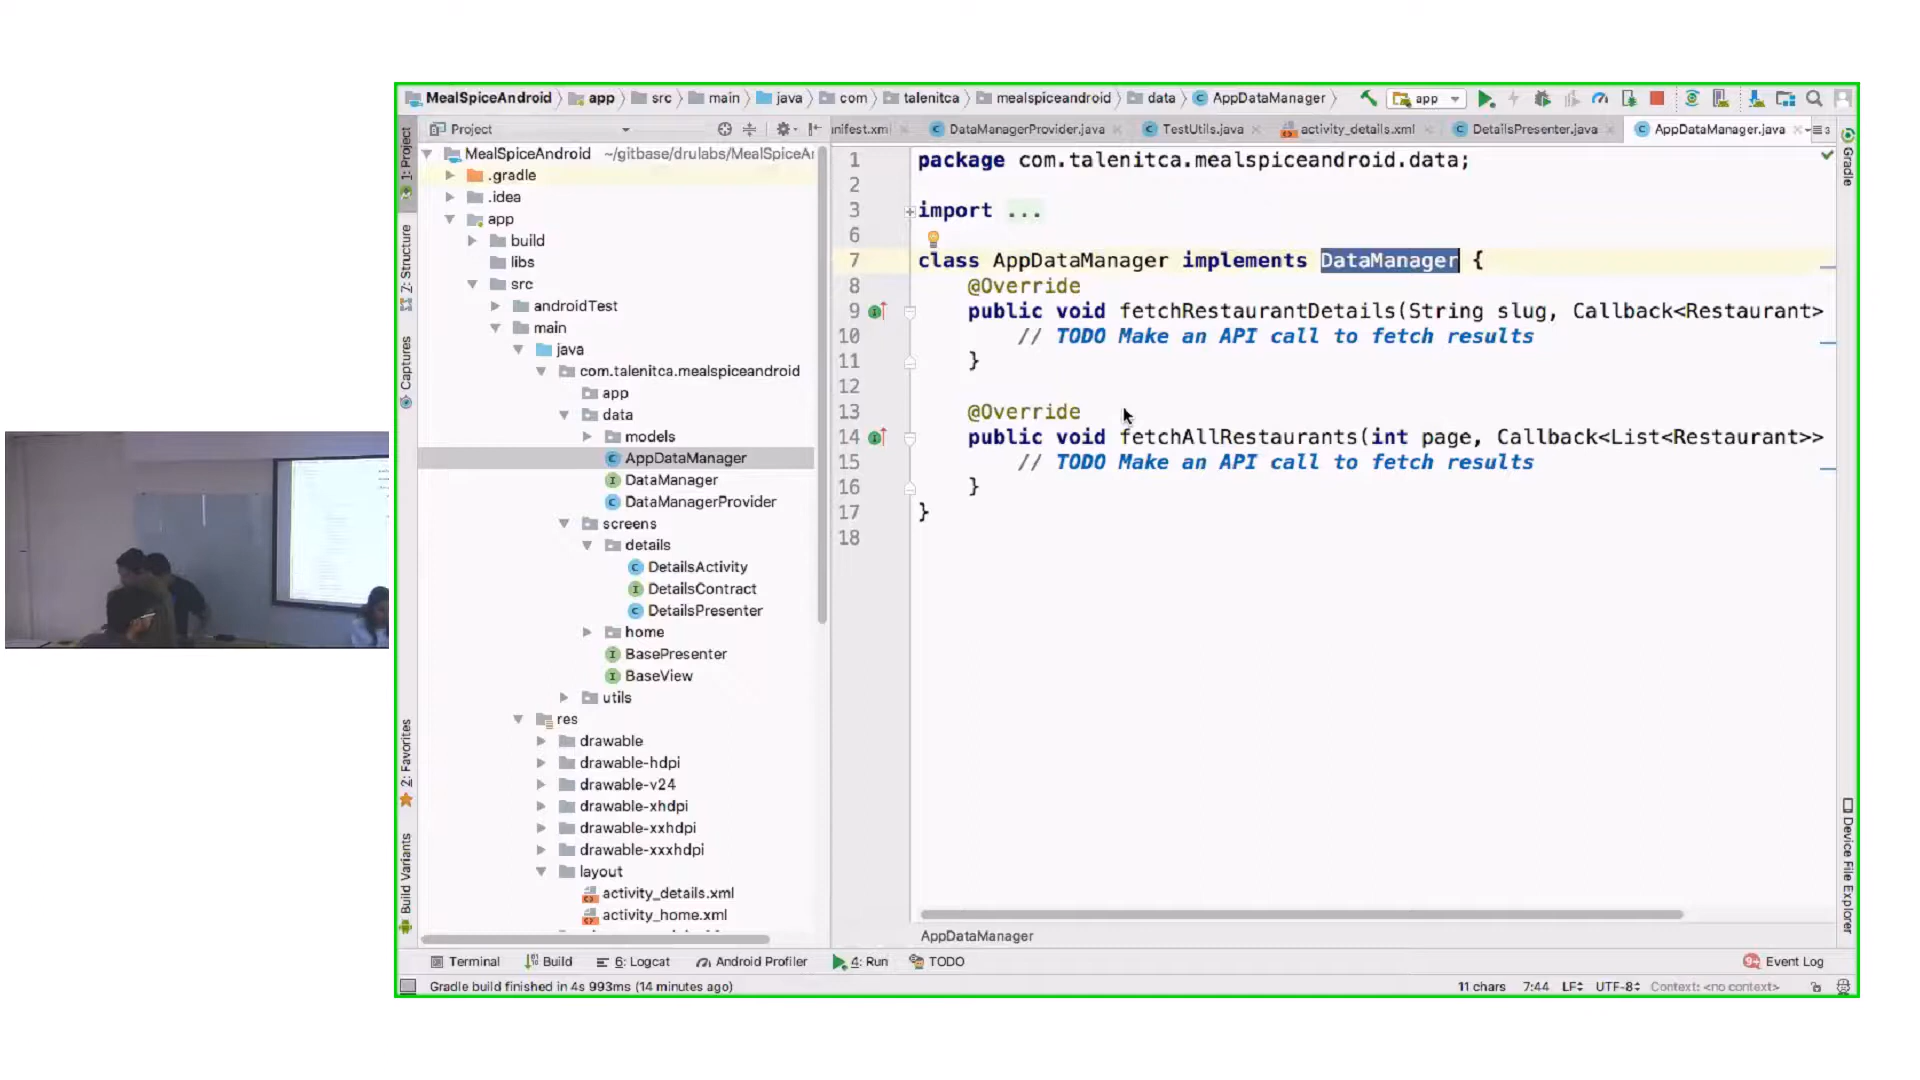 MealSpiceAndroid app src main java com talenitca mealspiceandroid data AppDataManager app
Project
nifest.xml DataManagerProvider.java TestUtils.java activity_details.xml DetailsPresenter.java AppDataManager.java
1: Project
7: Structure
Captures
2: Favorites
Build Variants
MealSpiceAndroid ~/gitbase/drulabs/MealSpiceAr
.gradle
.idea
app
build
libs
src
androidTest
main
java
com.talenitca.mealspiceandroid
app
data
models
AppDataManager
DataManager
DataManagerProvider
screens
details
DetailsActivity
DetailsContract
DetailsPresenter
home
BasePresenter
BaseView
utils
res
drawable
drawable-hdpi
drawable-v24
drawable-xhdpi
drawable-xxhdpi
drawable-xxxhdpi
layout
activity_details.xml
activity_home.xml
1 package com.talenitca.mealspiceandroid.data;
2
3 import ...
6
7 class AppDataManager implements DataManager {
8 @Override
9 public void fetchRestaurantDetails(String slug, Callback<Restaurant>
10 // TODO Make an API call to fetch results
11 }
12
13 @Override
14 public void fetchAllRestaurants(int page, Callback<List<Restaurant>>
15 // TODO Make an API call to fetch results
16 }
17 }
18
AppDataManager
Gradle
Device File Explorer
Terminal Build 6: Logcat Android Profiler 4: Run TODO Event Log
Gradle build finished in 4s 993ms (14 minutes ago) 11 chars 7:44 LF UTF-8 Context: <no context>